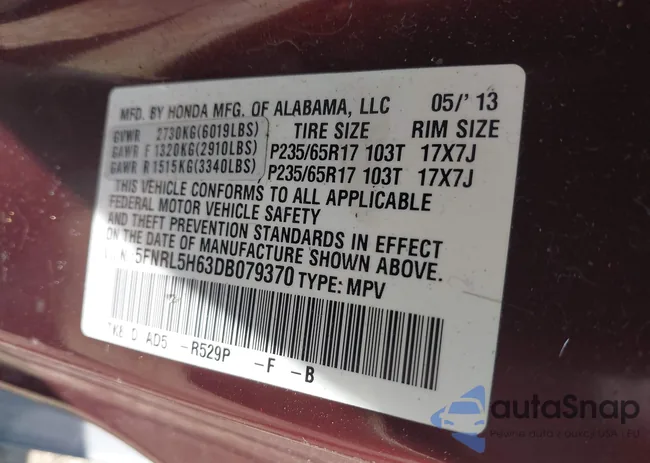 MFD. BY HONDA MFG. OF ALABAMA, LLC 05/' 13
GVWR 2730KG(6019LBS) TIRE SIZE RIM SIZE
GAWR F 1320KG(2910LBS) P235/65R17 103T 17X7J
GAWR R 1515KG(3340LBS) P235/65R17 103T 17X7J
THIS VEHICLE CONFORMS TO ALL APPLICABLE
FEDERAL MOTOR VEHICLE SAFETY
AND THEFT PREVENTION STANDARDS IN EFFECT
ON THE DATE OF MANUFACTURE SHOWN ABOVE.
5FNRL5H63DB079370 TYPE: MPV
AD5 -R529P -F -B
autoSnap